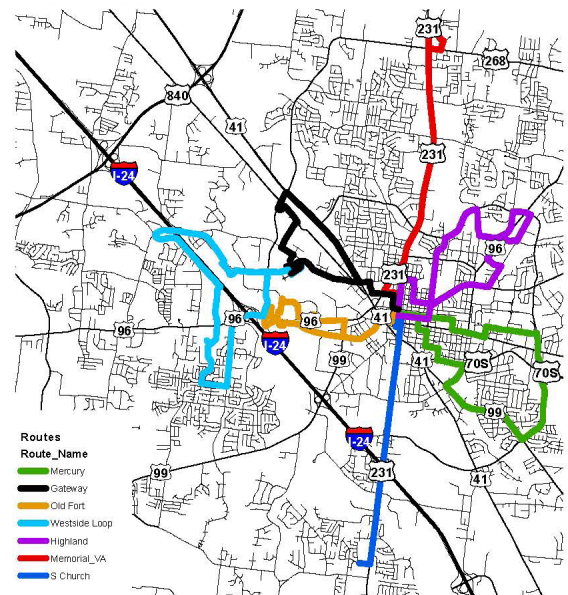 231
268
840
41
I-24
231
96
231
96
96
41
96
I-24
99
41
70S
70S
99
I-24
Routes
Route_Name
99
231
41
Mercury
Gateway
Old Fort
Westside Loop
Highland
Memorial_VA
S Church